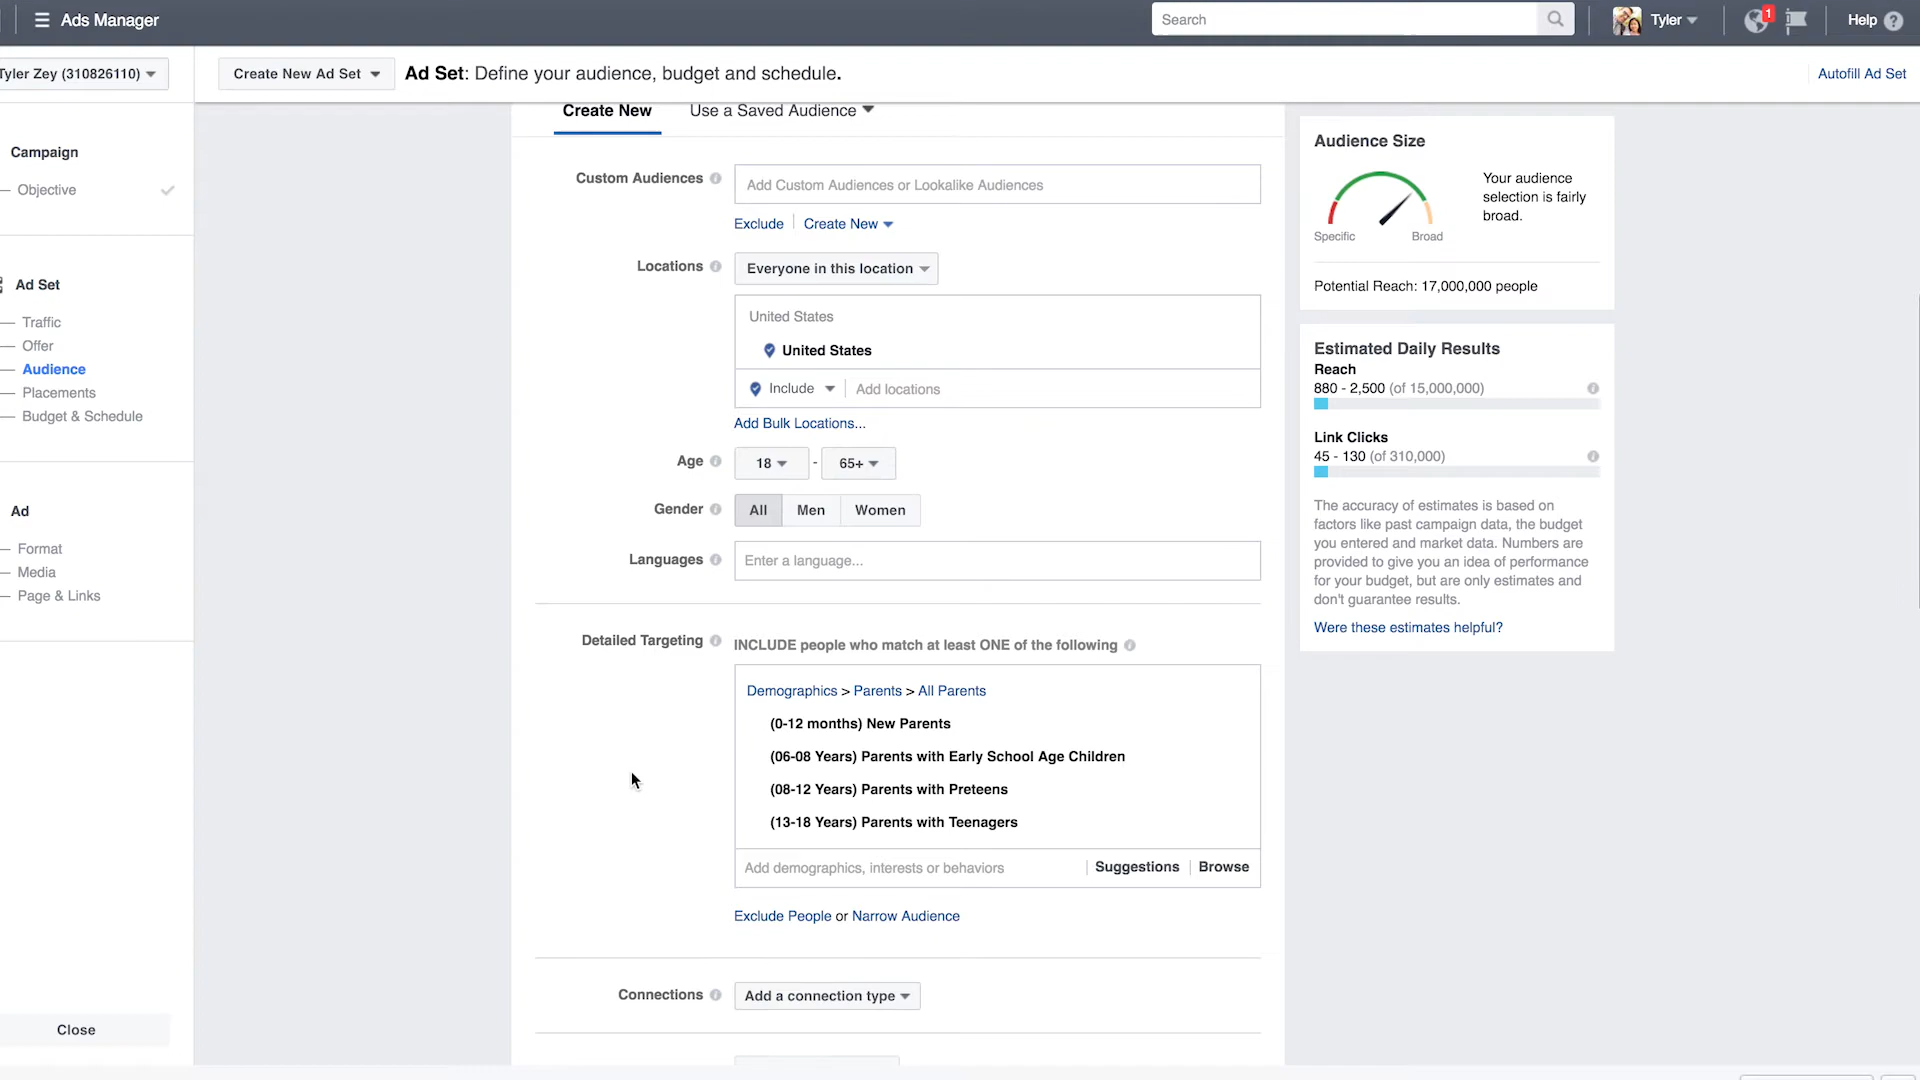 Ads Manager
Search
Tyler
1
Help
Tyler Zey (310826110)
Create New Ad Set
Ad Set: Define your audience, budget and schedule.
Autofill Ad Set
Campaign
Objective
Ad Set
Traffic
Offer
Audience
Placements
Budget & Schedule
Ad
Format
Media
Page & Links
Close
Create New
Use a Saved Audience
Custom Audiences
Add Custom Audiences or Lookalike Audiences
Exclude
Create New
Locations
Everyone in this location
United States
United States
Include
Add locations
Add Bulk Locations...
Age
18 - 65+
Gender
All
Men
Women
Languages
Enter a language...
Detailed Targeting
INCLUDE people who match at least ONE of the following
Demographics > Parents > All Parents
(0-12 months) New Parents
(06-08 Years) Parents with Early School Age Children
(08-12 Years) Parents with Preteens
(13-18 Years) Parents with Teenagers
Add demographics, interests or behaviors
Suggestions
Browse
Exclude People or Narrow Audience
Connections
Add a connection type
Audience Size
Your audience
selection is fairly
broad.
Specific
Broad
Potential Reach: 17,000,000 people
Estimated Daily Results
Reach
880 - 2,500 (of 15,000,000)
Link Clicks
45 - 130 (of 310,000)
The accuracy of estimates is based on
factors like past campaign data, the budget
you entered and market data. Numbers are
provided to give you an idea of performance
for your budget, but are only estimates and
don't guarantee results.
Were these estimates helpful?